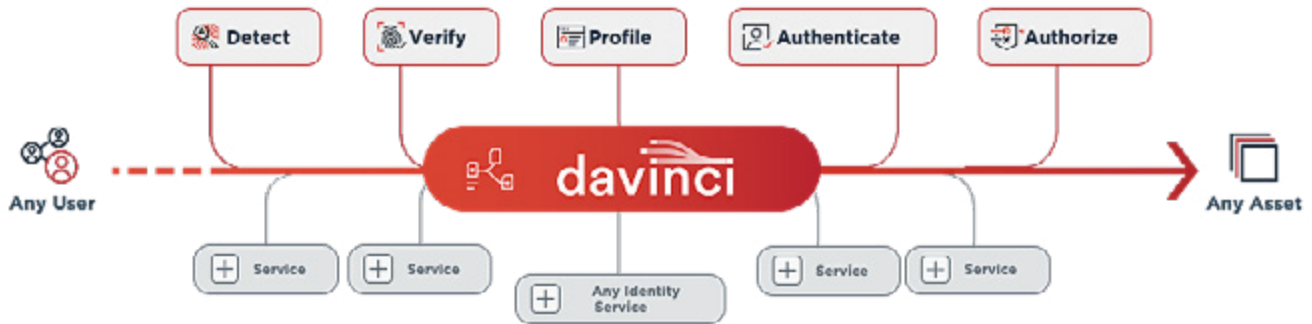 Detect
Verify
Profile
Authenticate
Authorize
davinci
Any User
Any Asset
Service
Service
Any Identity
Service
Service
Service